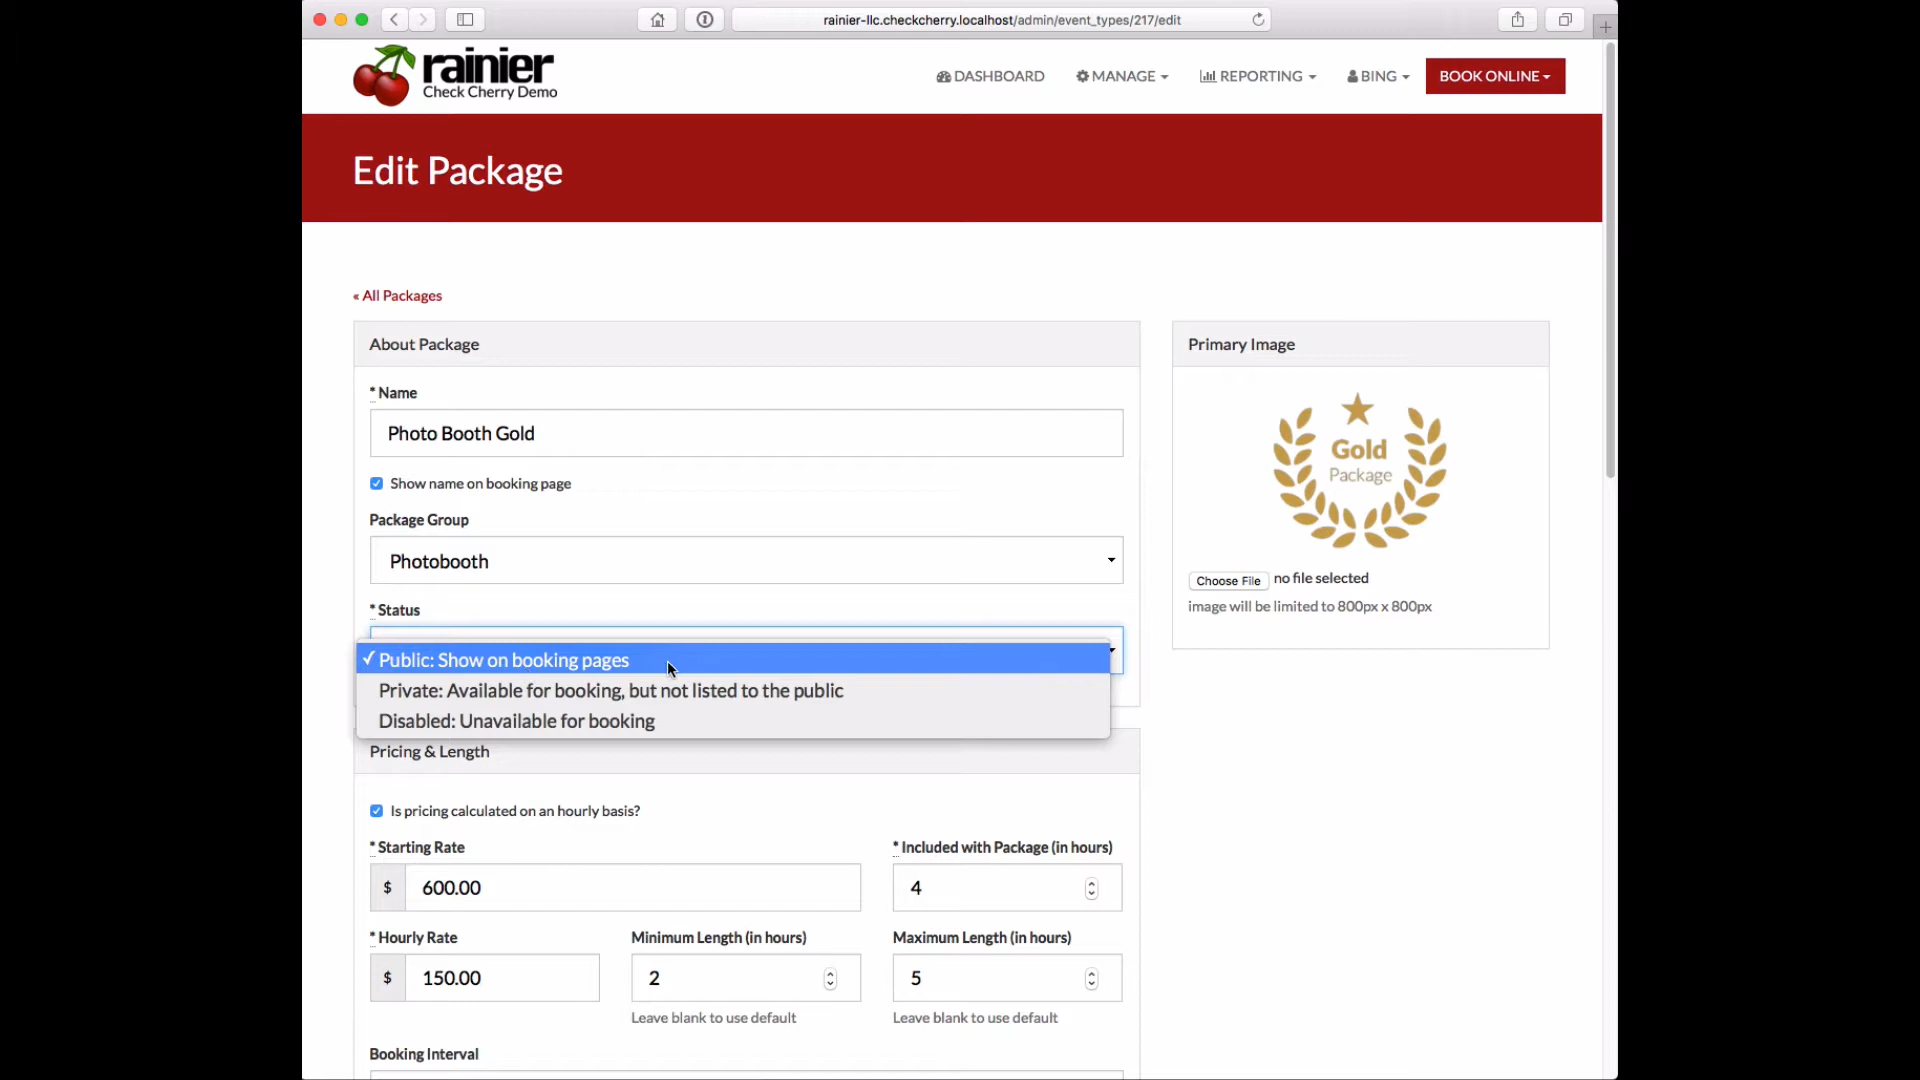 rainier-llc.checkcherry.localhost/admin/event_types/217/edit
rainier
Check Cherry Demo
DASHBOARD
MANAGE
REPORTING
BING
BOOK ONLINE
Edit Package
« All Packages
About Package
Primary Image
* Name
Photo Booth Gold
Gold
Package
Show name on booking page
Package Group
Photobooth
Choose File no file selected
image will be limited to 800px x 800px
* Status
✓ Public: Show on booking pages
Private: Available for booking, but not listed to the public
Disabled: Unavailable for booking
Pricing & Length
Is pricing calculated on an hourly basis?
* Starting Rate
* Included with Package (in hours)
$ 600.00
4
* Hourly Rate
Minimum Length (in hours)
Maximum Length (in hours)
$ 150.00
2
5
Leave blank to use default
Leave blank to use default
Booking Interval